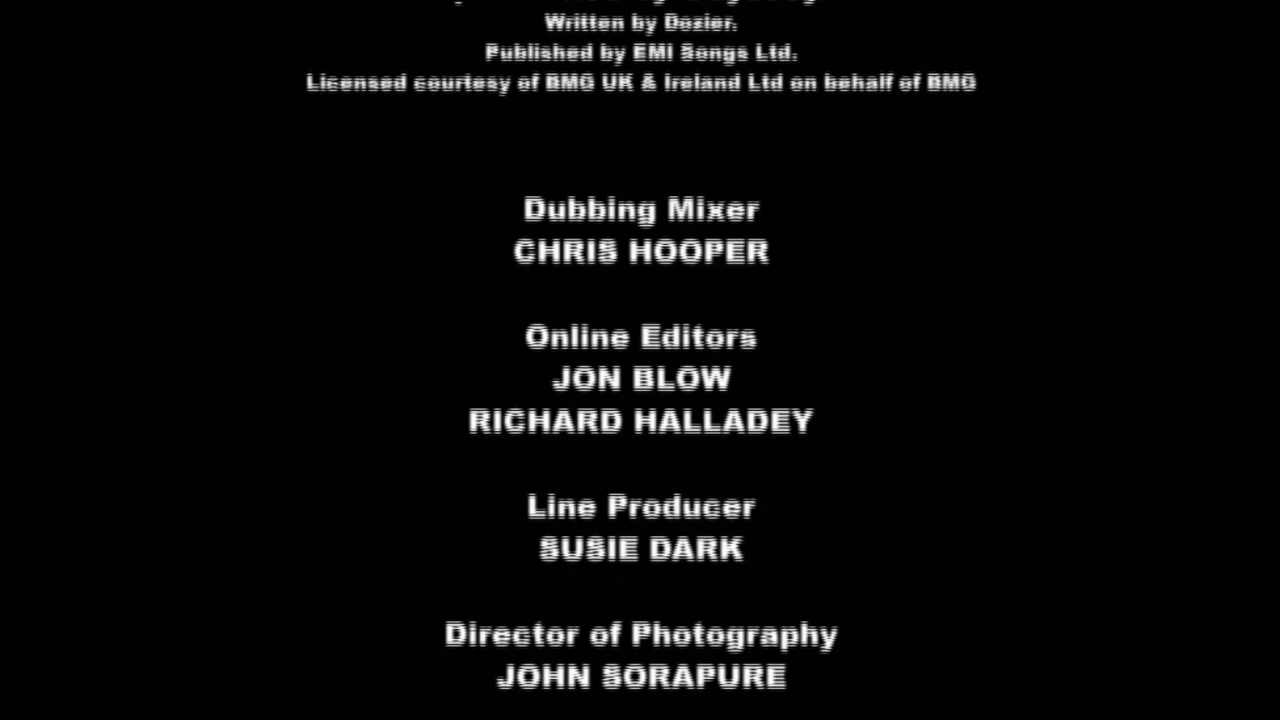 Written by Dozier.
Published by EMI Songs Ltd.
Licensed courtesy of BMG UK & Ireland Ltd on behalf of BMG
Dubbing Mixer
CHRIS HOOPER
Online Editors
JON BLOW
RICHARD HALLADEY
Line Producer
SUSIE DARK
Director of Photography
JOHN SORAPURE